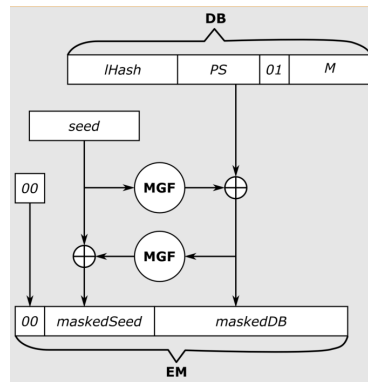 DB
lHash PS 01 M
seed
00 MGF
MGF
00 maskedSeed maskedDB
EM